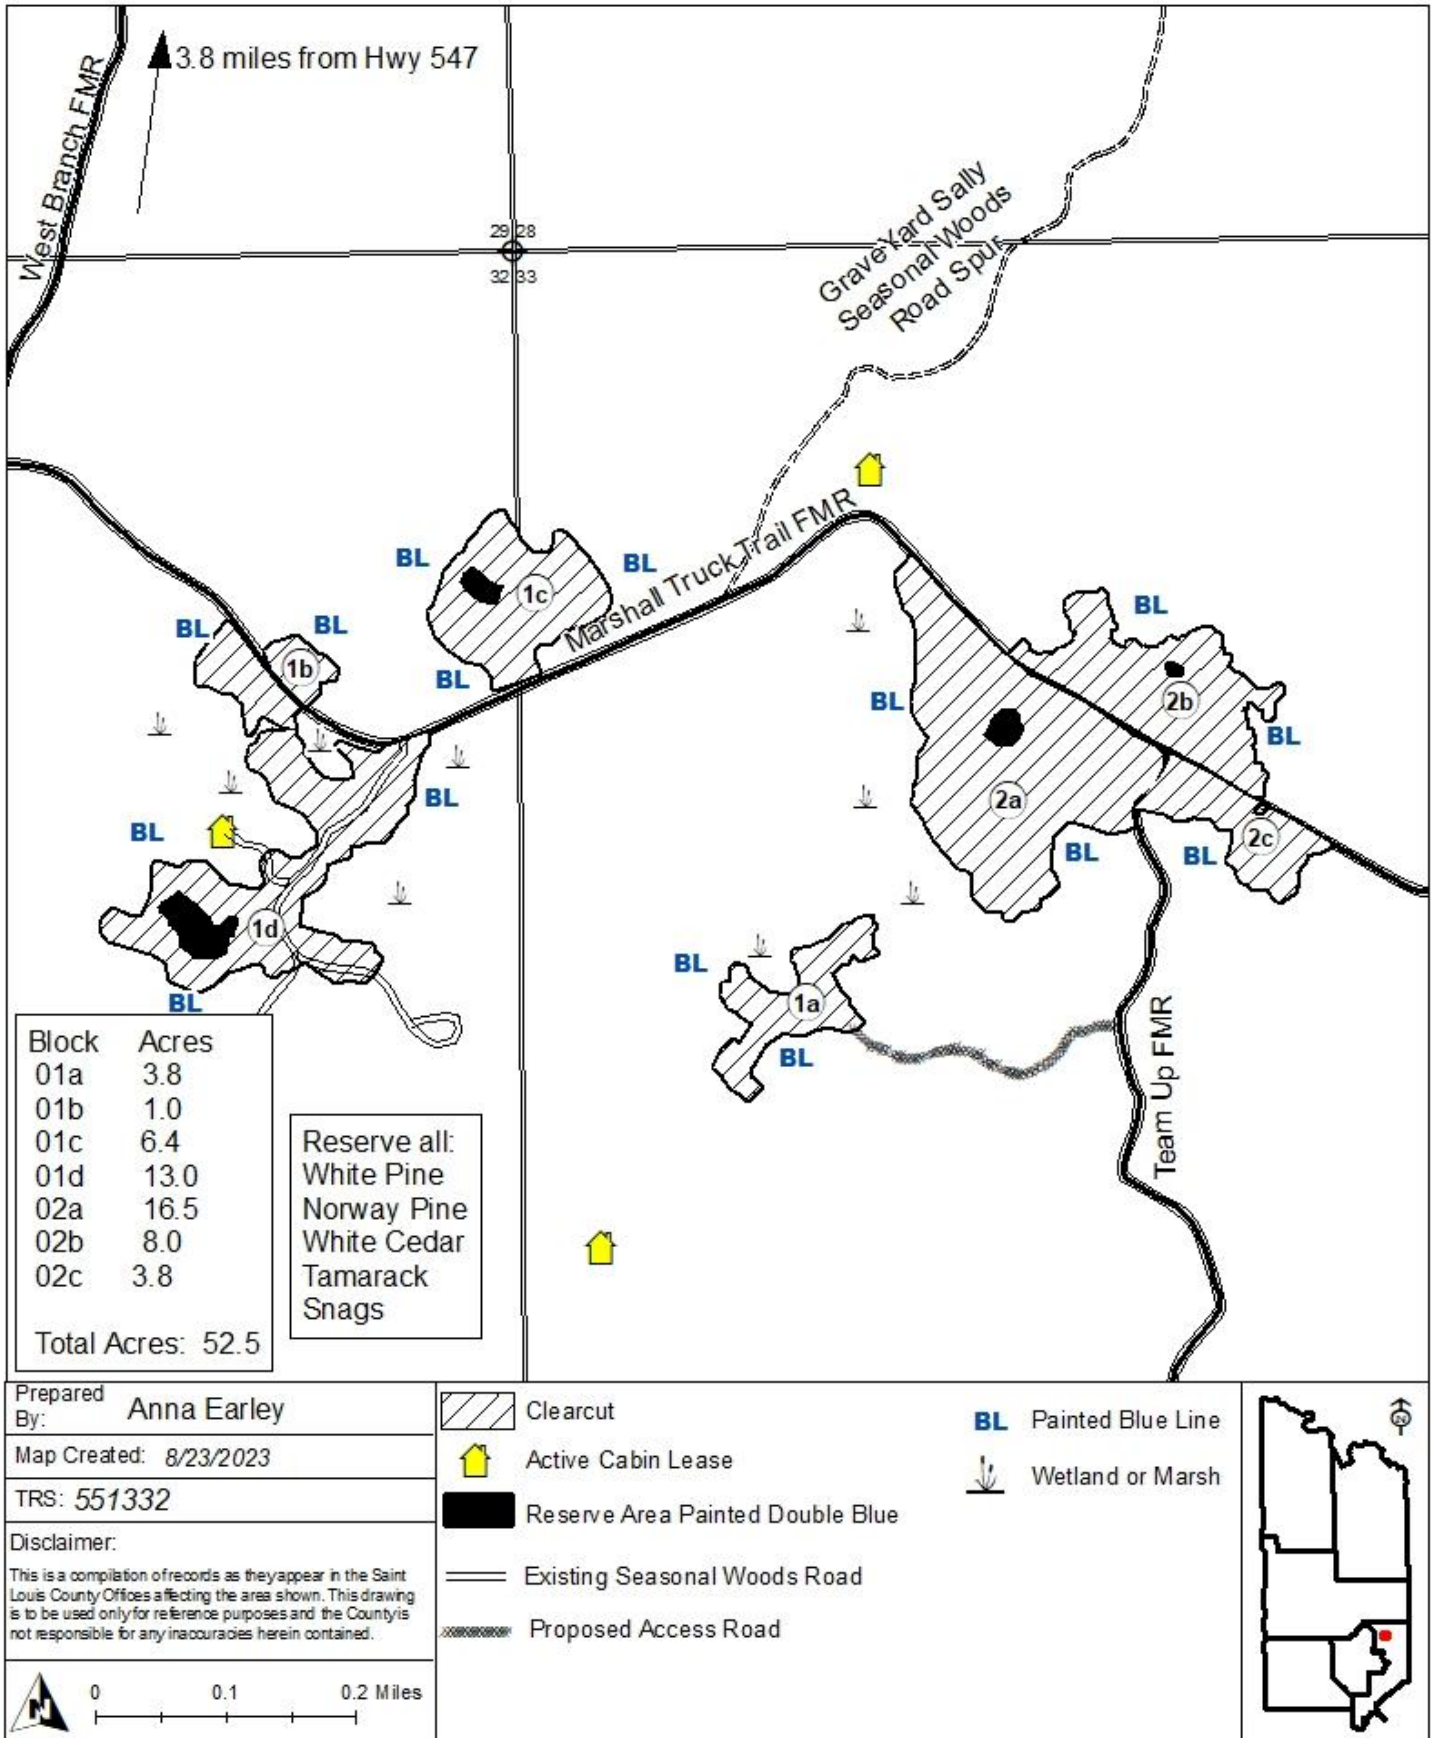 3.8 miles from Hwy 547
West Branch FMR
29 28
32 33
GraveYard Sally
Seasonal Woods
Road Spur
Marshall Truck Trail FMR
BL
BL
1c
BL
BL
BL
1b
BL
2b
BL
BL
BL
2a
BL
BL
2c
BL
BL
1d
BL
BL
1a
BL
Team Up FMR
Block Acres
01a 3.8
01b 1.0
01c 6.4
01d 13.0
02a 16.5
02b 8.0
02c 3.8
Total Acres: 52.5
Reserve all:
White Pine
Norway Pine
White Cedar
Tamarack
Snags
Prepared
By: Anna Earley
Map Created: 8/23/2023
TRS: 551332
Disclaimer:
This is a compilation of records as they appear in the Saint
Louis County Offices affecting the area shown. This drawing
is to be used only for reference purposes and the County is
not responsible for any inaccuracies herein contained.
N
0 0.1 0.2 Miles
Clearcut
Active Cabin Lease
Reserve Area Painted Double Blue
Existing Seasonal Woods Road
Proposed Access Road
BL Painted Blue Line
Wetland or Marsh
N